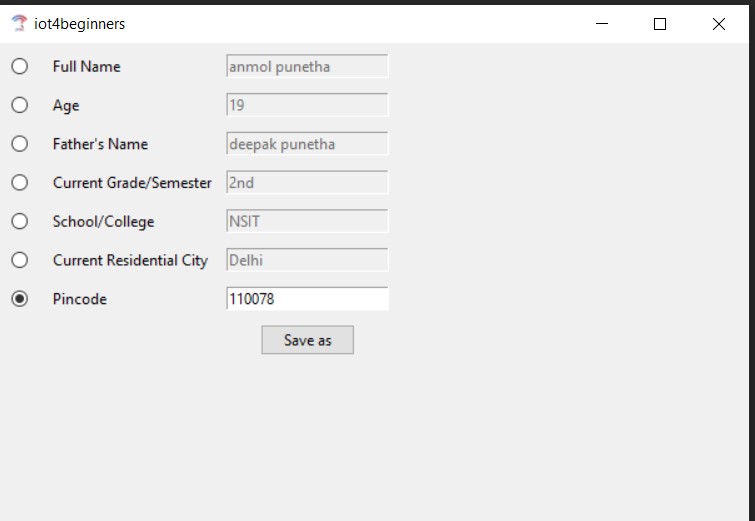 iot4beginners
Full Name anmol punetha
Age 19
Father's Name deepak punetha
Current Grade/Semester 2nd
School/College NSIT
Current Residential City Delhi
Pincode 110078
Save as